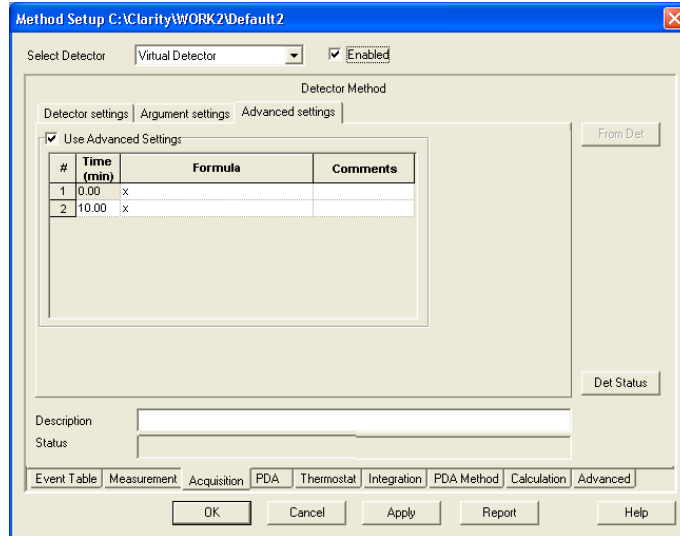 Method Setup C:\Clarity\WORK2\Default2
Select Detector Virtual Detector Enabled
Detector Method
Detector settings Argument settings Advanced settings
From Det
Use Advanced Settings
# Time (min) Formula Comments
1 0.00 x
2 10.00 x
Det Status
Description
Status
Event Table Measurement Acquisition PDA Thermostat Integration PDA Method Calculation Advanced
OK Cancel Apply Report Help